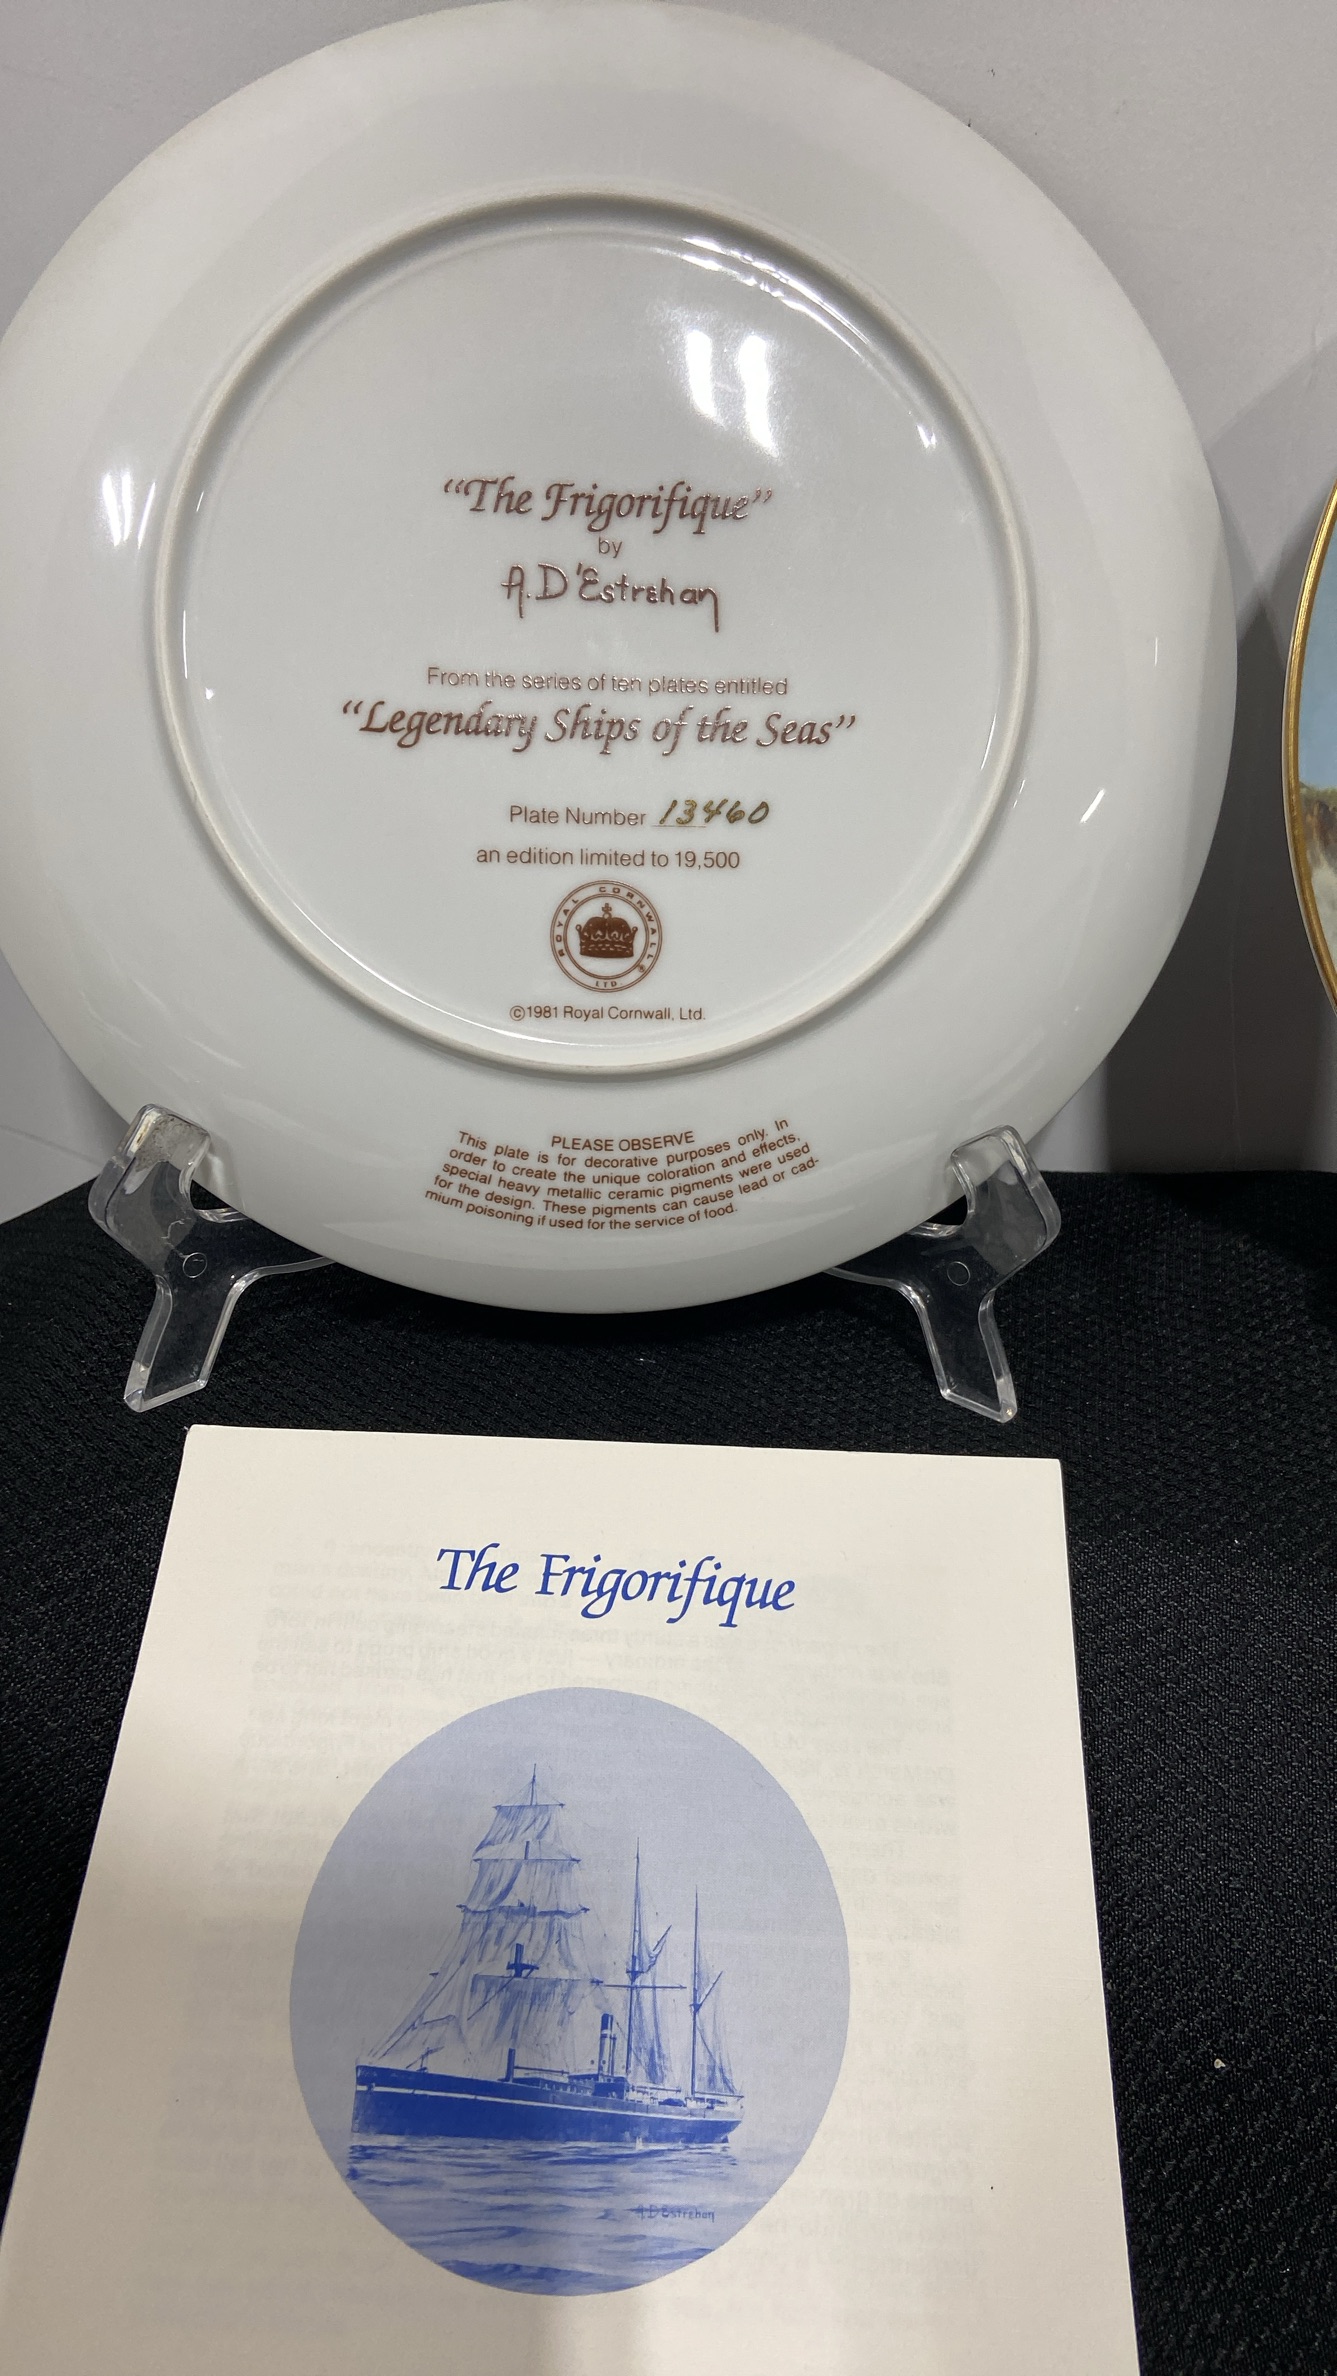 “The Frigorifique”
by
A. D'Estrehan
From the series of ten plates entitled
“Legendary Ships of the Seas”
Plate Number 13460
an edition limited to 19,500
ROYAL CORNWALL ®
LTD.
©1981 Royal Cornwall, Ltd.
PLEASE OBSERVE
This plate is for decorative purposes only. In
order to create the unique coloration and effects,
special heavy metallic ceramic pigments were used
for the design. These pigments can cause lead or cad-
mium poisoning if used for the service of food.
The Frigorifique
A.D'Estrehan